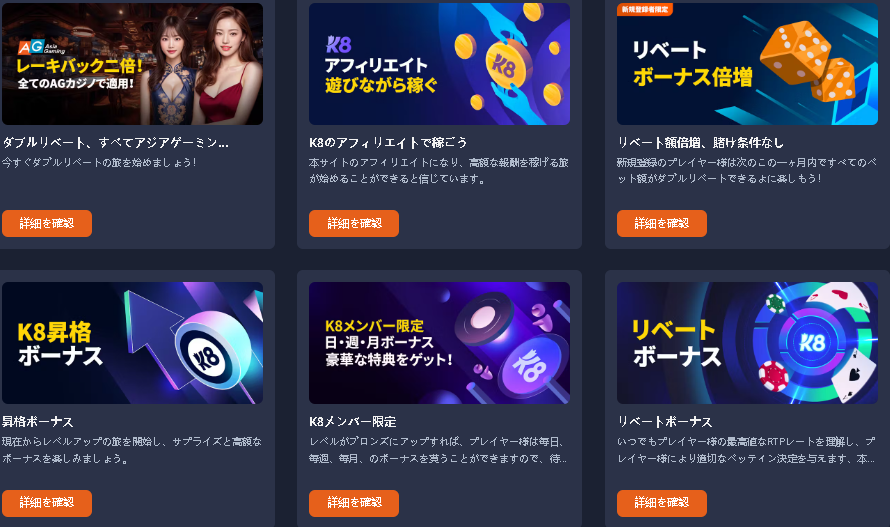 AG Asia Gaming
レーキバック二倍!
全てのAGカジノで適用!
ダブルリベート、すべてアジアゲーミン...
今すぐダブルリベートの旅を始めましょう!
詳細を確認
K8
アフィリエイト
遊びながら稼ぐ
K8
K8のアフィリエイトで稼ごう
本サイトのアフィリエイトになり、高額な報酬を稼げる旅
が始めることができると信じています。
詳細を確認
新規登録者限定
リベート
ボーナス倍増
リベート額倍増、賭け条件なし
新規登録のプレイヤー様は次のこの一ヶ月内ですべてのベ
ット額がダブルリベートできるよに楽しもう!
詳細を確認
K8昇格
ボーナス
K8
昇格ボーナス
現在からレベルアップの旅を開始し、サプライズと高額な
ボーナスを楽しみましょう。
詳細を確認
K8メンバー限定
日・週・月ボーナス
豪華な特典をゲット!
K8
K8メンバー限定
レベルがブロンズにアップすれば、プレイヤー様は毎日、
毎週、毎月、のボーナスを貰うことができますので、待...
詳細を確認
リベート
ボーナス
K8
リベートボーナス
いつでもプレイヤー様の最高値なRTPレートを理解し、プ
レイヤー様により適切なベッテイン決定を与えます、本...
詳細を確認